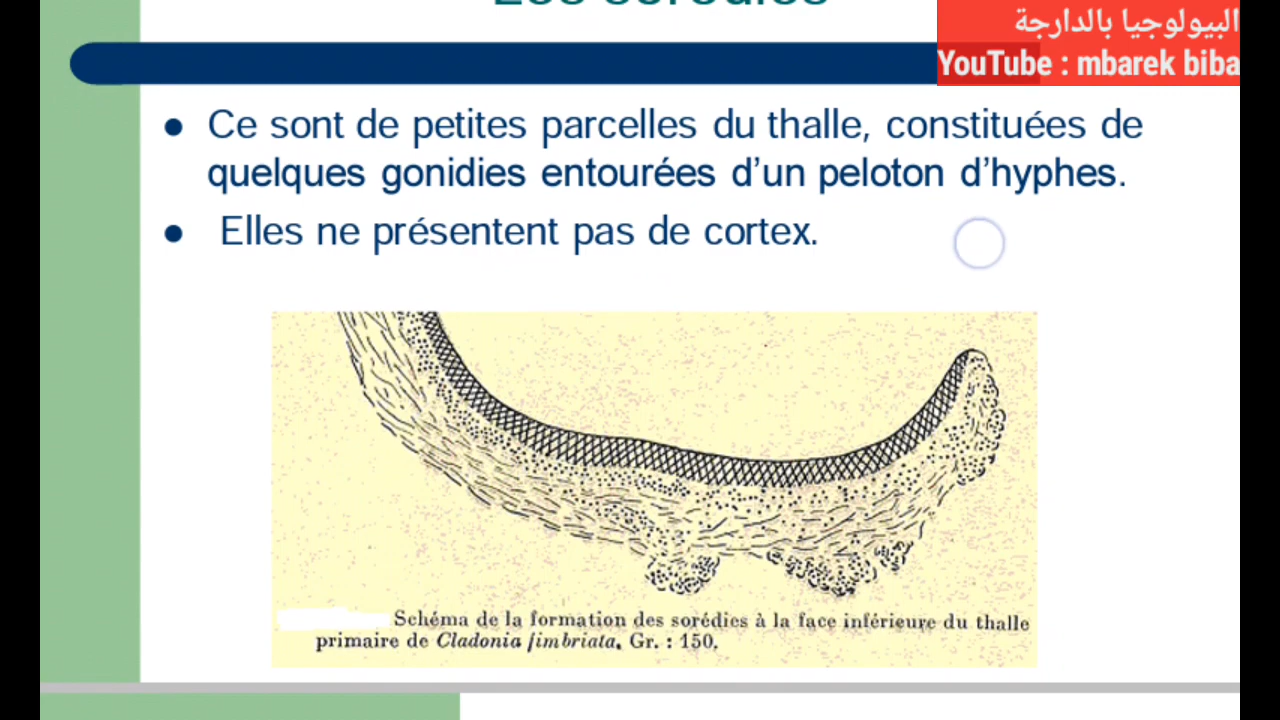 Les sorédies
البيولوجيا بالدارجة
YouTube : mbarek biba
Ce sont de petites parcelles du thalle, constituées de
quelques gonidies entourées d’un peloton d’hyphes.
Elles ne présentent pas de cortex.
Schéma de la formation des sorédies à la face inférieure du thalle
primaire de Cladonia fimbriata. Gr. : 150.